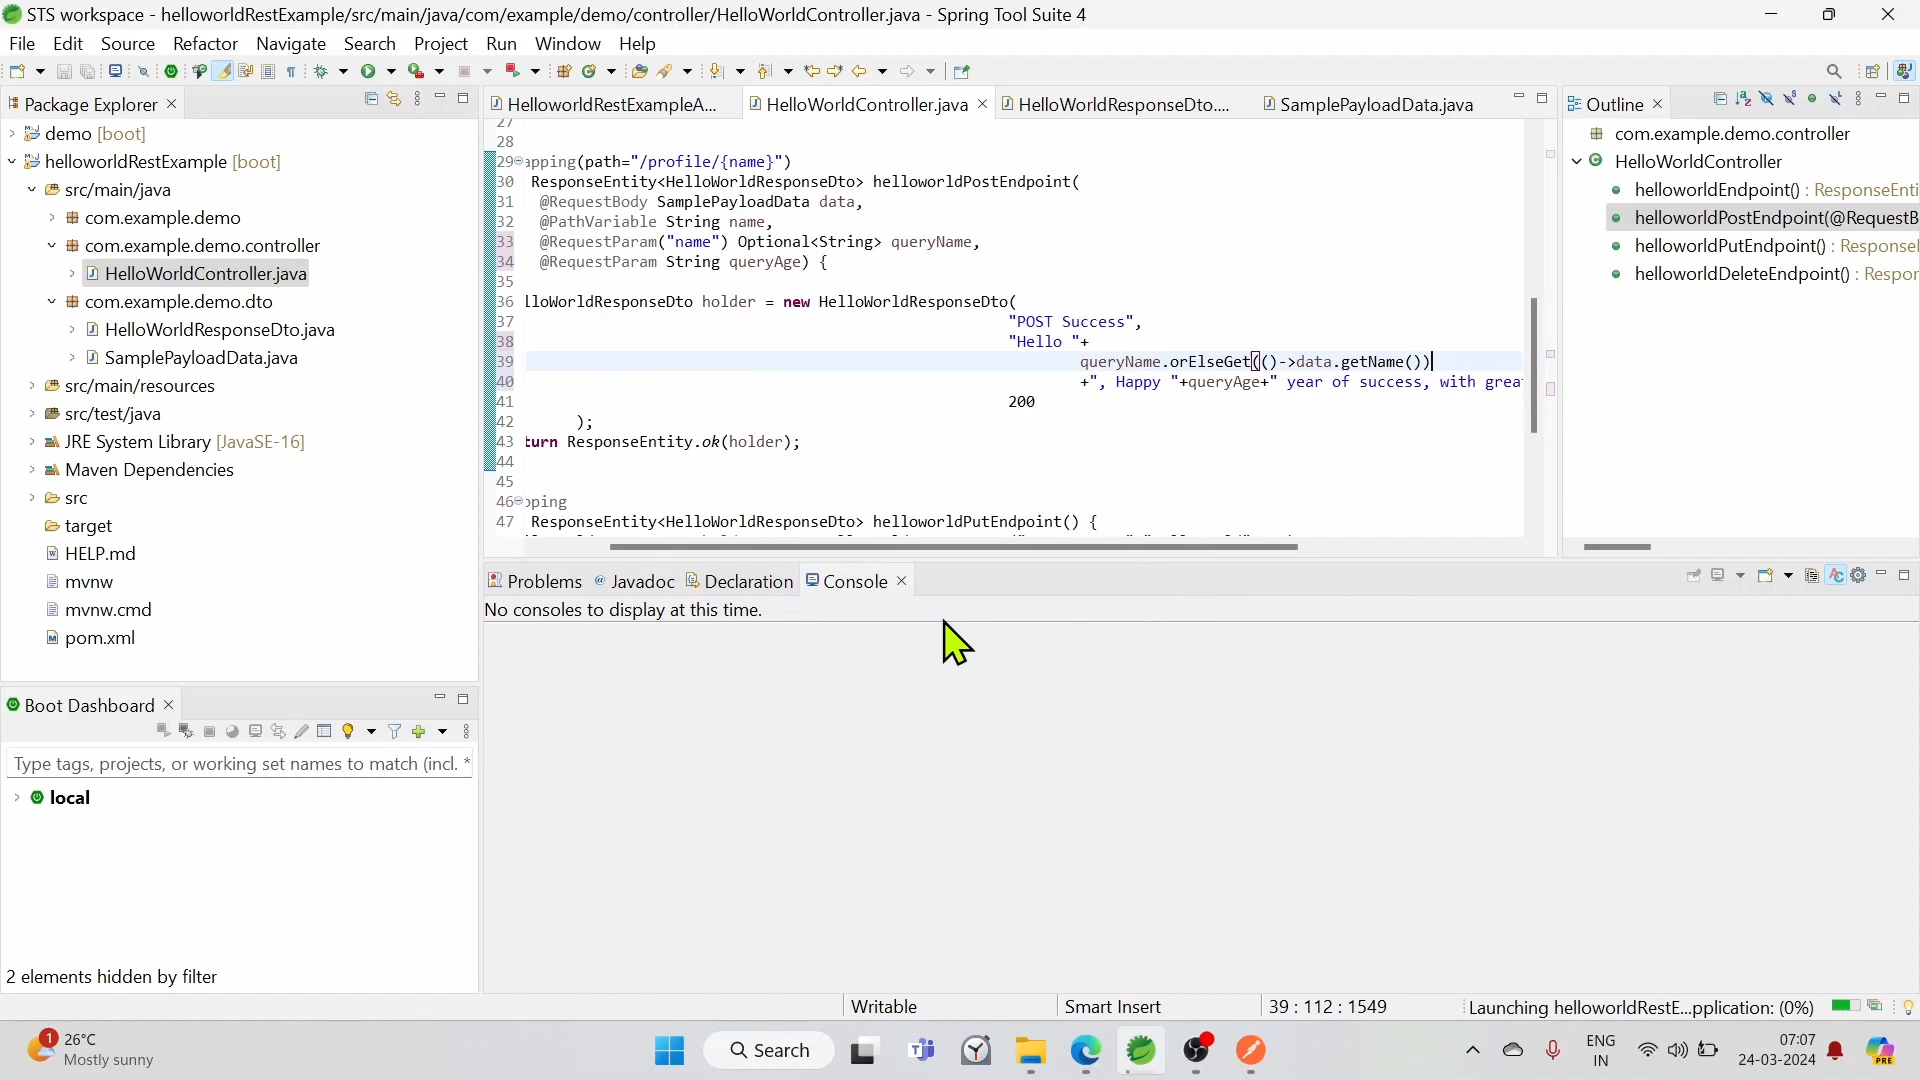 STS workspace - helloworldRestExample/src/main/java/com/example/demo/controller/HelloWorldController.java - Spring Tool Suite 4
File Edit Source Refactor Navigate Search Project Run Window Help
Package Explorer
demo [boot]
helloworldRestExample [boot]
src/main/java
com.example.demo
com.example.demo.controller
HelloWorldController.java
com.example.demo.dto
HelloWorldResponseDto.java
SamplePayloadData.java
src/main/resources
src/test/java
JRE System Library [JavaSE-16]
Maven Dependencies
src
target
HELP.md
mvnw
mvnw.cmd
pom.xml
Boot Dashboard
Type tags, projects, or working set names to match (incl. *
local
2 elements hidden by filter
HelloworldRestExampleA... HelloWorldController.java HelloWorldResponseDto.... SamplePayloadData.java
27
28
29 apping(path="/profile/{name}")
30 ResponseEntity<HelloWorldResponseDto> helloworldPostEndpoint(
31 @RequestBody SamplePayloadData data,
32 @PathVariable String name,
33 @RequestParam("name") Optional<String> queryName,
34 @RequestParam String queryAge) {
35
36 lloWorldResponseDto holder = new HelloWorldResponseDto(
37 "POST Success",
38 "Hello "+
39 queryName.orElseGet(()->data.getName())
40 +", Happy "+queryAge+" year of success, with grea
41 200
42 );
43 turn ResponseEntity.ok(holder);
44
45
46 pping
47 ResponseEntity<HelloWorldResponseDto> helloworldPutEndpoint() {
Outline
com.example.demo.controller
HelloWorldController
helloworldEndpoint() : ResponseEnti
helloworldPostEndpoint(@RequestB
helloworldPutEndpoint() : ResponseI
helloworldDeleteEndpoint() : Respor
Problems Javadoc Declaration Console
No consoles to display at this time.
Writable Smart Insert 39 : 112 : 1549 Launching helloworldRestE...pplication: (0%)
1 26°C
Mostly sunny
Search
ENG
IN
07:07
24-03-2024
PRE